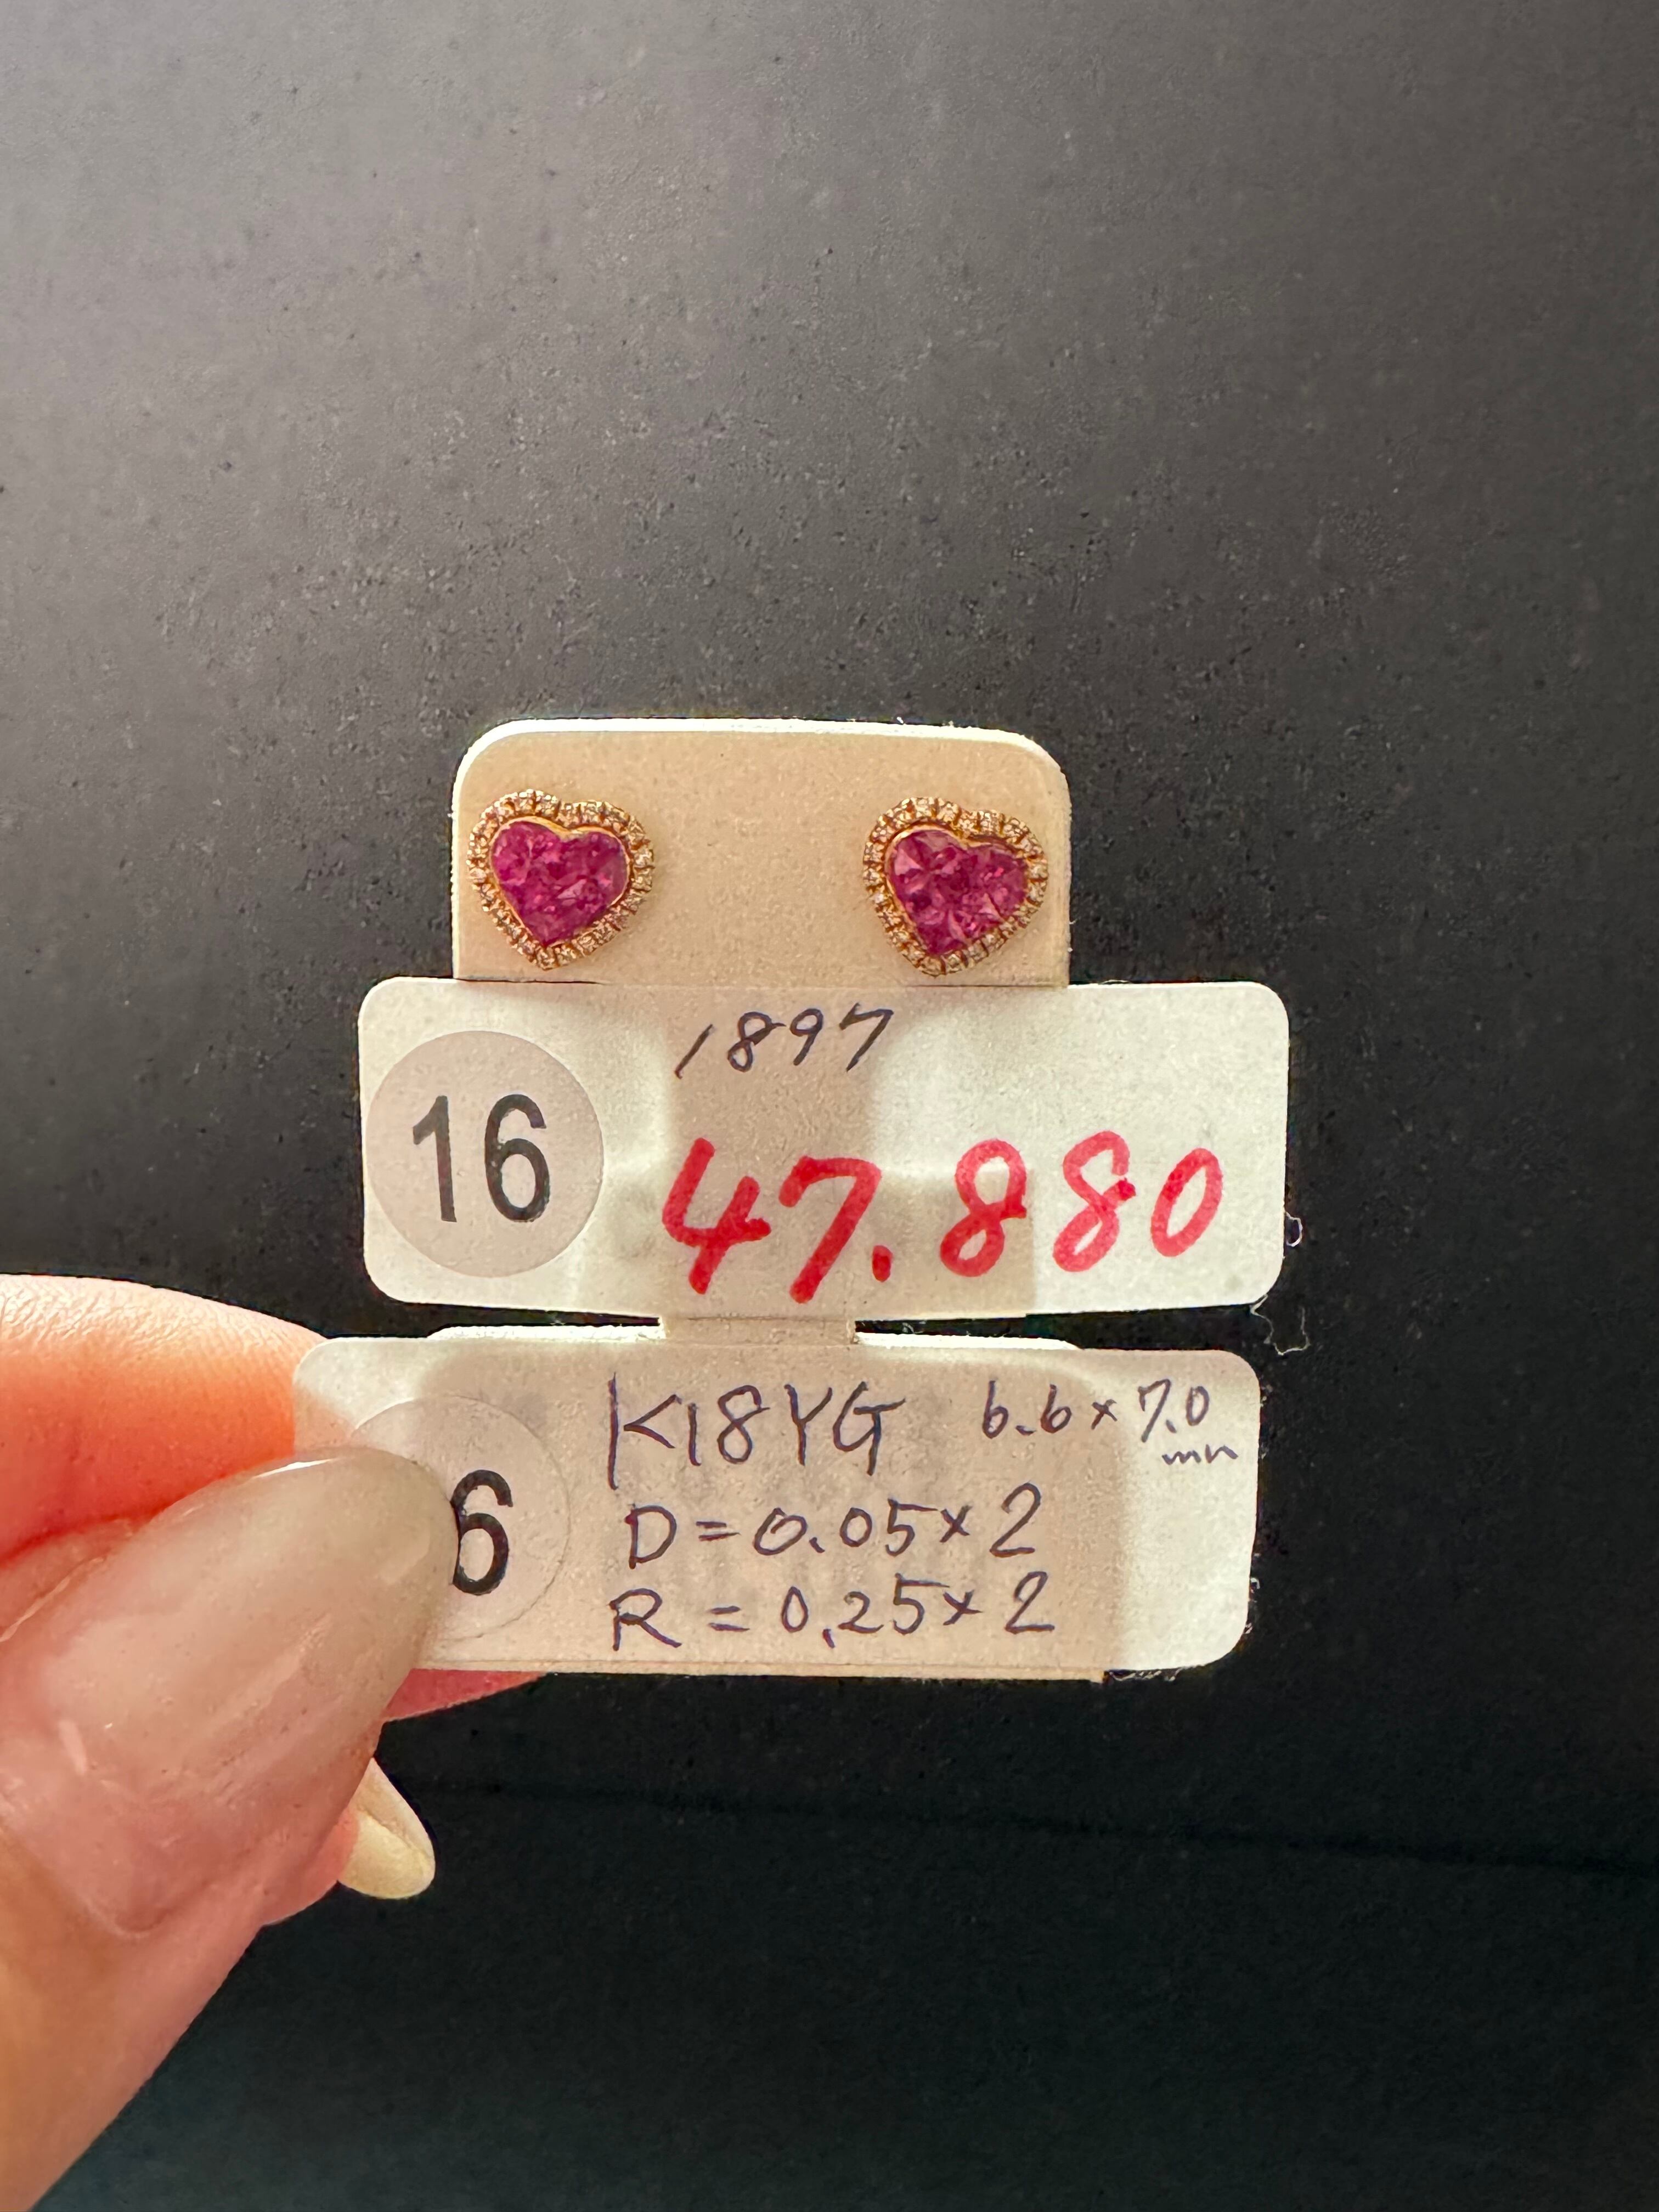 1897
16
47.880
K18YG 6.6×7.0
mm
6
D=0.05×2
R=0.25×2